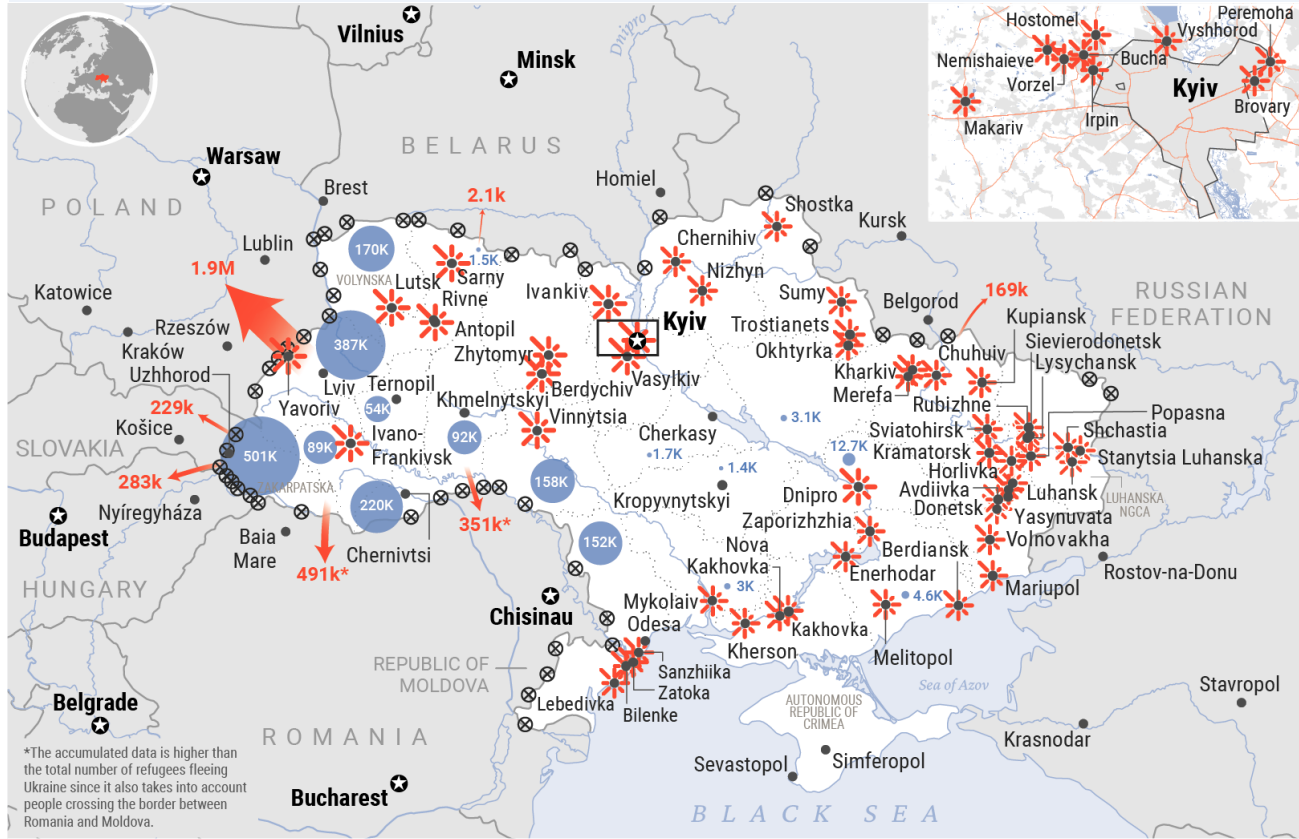 Vilnius
Minsk
Dnipro
Hostomel
Peremoha
Vyshhorod
Nemishaieve
Bucha
Vorzel
Kyiv
Makariv
Irpin
Brovary
BELARUS
Warsaw
Brest
2.1k
Homiel
Shostka
Kursk
POLAND
Lublin
170K
1.5K
Chernihiv
VOLYNSKA
Lutsk
Sarny
Nizhyn
1.9M
Rivne
Ivankiv
Sumy
Belgorod
169k
RUSSIAN
FEDERATION
Katowice
Kyiv
Kupiansk
Rzeszów
Antopil
Trostianets
Sievierodonetsk
387K
Zhytomyr
Okhtyrka
Chuhuiv
Lysychansk
Kraków
Uzhhorod
Lviv
Ternopil
Berdychiv
Vasylkiv
Kharkiv
Merefa
Yavoriv
54K
Khmelnytskyi
Rubizhne
229k
Vinnytsia
3.1K
Popasna
Košice
Cherkasy
Sviatohirsk
Shchastia
SLOVAKIA
501K
89K
Ivano-
Frankivsk
92K
1.7K
12.7K
Kramatorsk
Stanytsia Luhanska
1.4K
Horlivka
283k
ZAKARPATSKA
158K
Dnipro
Avdiivka
Luhansk
LUHANSKA
NGCA
Nyíregyháza
220K
Kropyvnytskyi
Donetsk
Yasynuvata
Budapest
351k*
Zaporizhzhia
Baia
Mare
Chernivtsi
152K
Nova
Kakhovka
Berdiansk
Volnovakha
491k*
Enerhodar
Rostov-na-Donu
HUNGARY
3K
4.6K
Mariupol
Chisinau
Mykolaiv
Odesa
Kakhovka
Kherson
Melitopol
REPUBLIC OF
MOLDOVA
Sanzhiika
Zatoka
Sea of Azov
Stavropol
Belgrade
Lebedivka
Bilenke
AUTONOMOUS
REPUBLIC OF
CRIMEA
ROMANIA
Krasnodar
*The accumulated data is higher than
the total number of refugees fleeing
Ukraine since it also takes into account
people crossing the border between
Romania and Moldova.
Sevastopol
Simferopol
Bucharest
BLACK SEA